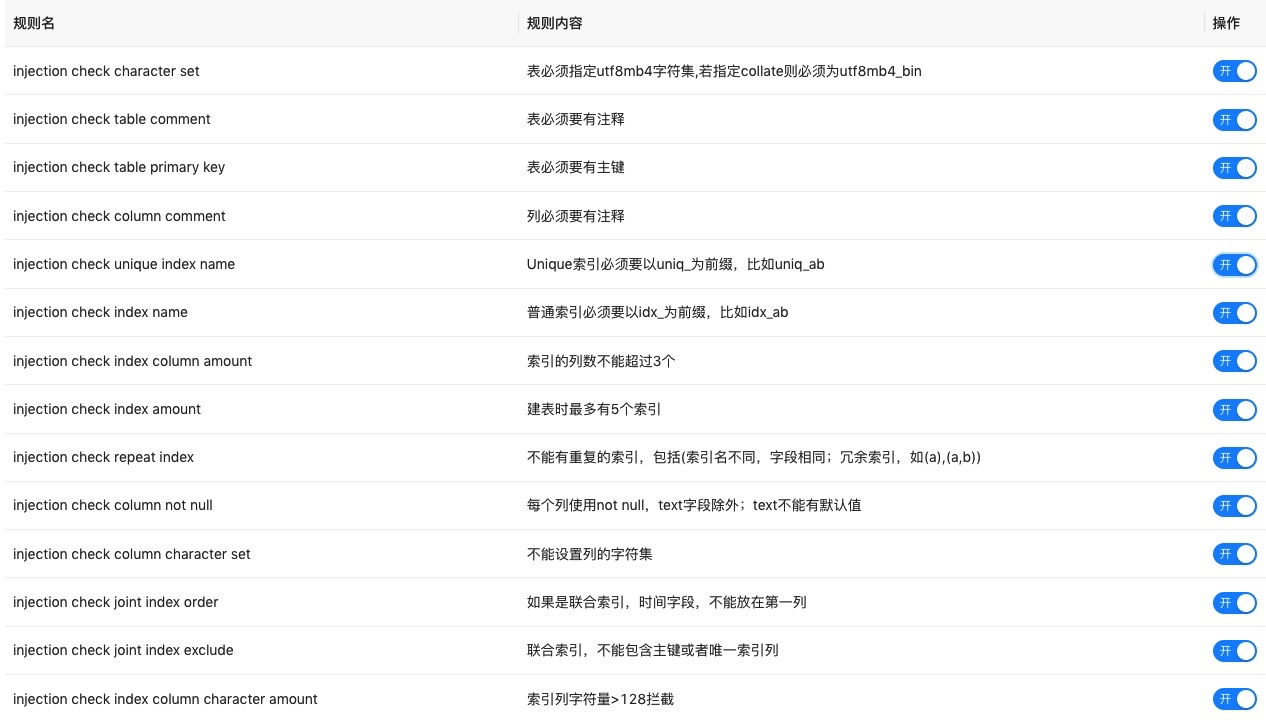 规则名 规则内容 操作
injection check character set 表必须指定utf8mb4字符集,若指定collate则必须为utf8mb4_bin 开
injection check table comment 表必须要有注释 开
injection check table primary key 表必须要有主键 开
injection check column comment 列必须要有注释 开
injection check unique index name Unique索引必须要以uniq_为前缀，比如uniq_ab 开
injection check index name 普通索引必须要以idx_为前缀，比如idx_ab 开
injection check index column amount 索引的列数不能超过3个 开
injection check index amount 建表时最多有5个索引 开
injection check repeat index 不能有重复的索引，包括(索引名不同，字段相同；冗余索引，如(a),(a,b)) 开
injection check column not null 每个列使用not null，text字段除外；text不能有默认值 开
injection check column character set 不能设置列的字符集 开
injection check joint index order 如果是联合索引，时间字段，不能放在第一列 开
injection check joint index exclude 联合索引，不能包含主键或者唯一索引列 开
injection check index column character amount 索引列字符量>128拦截 开